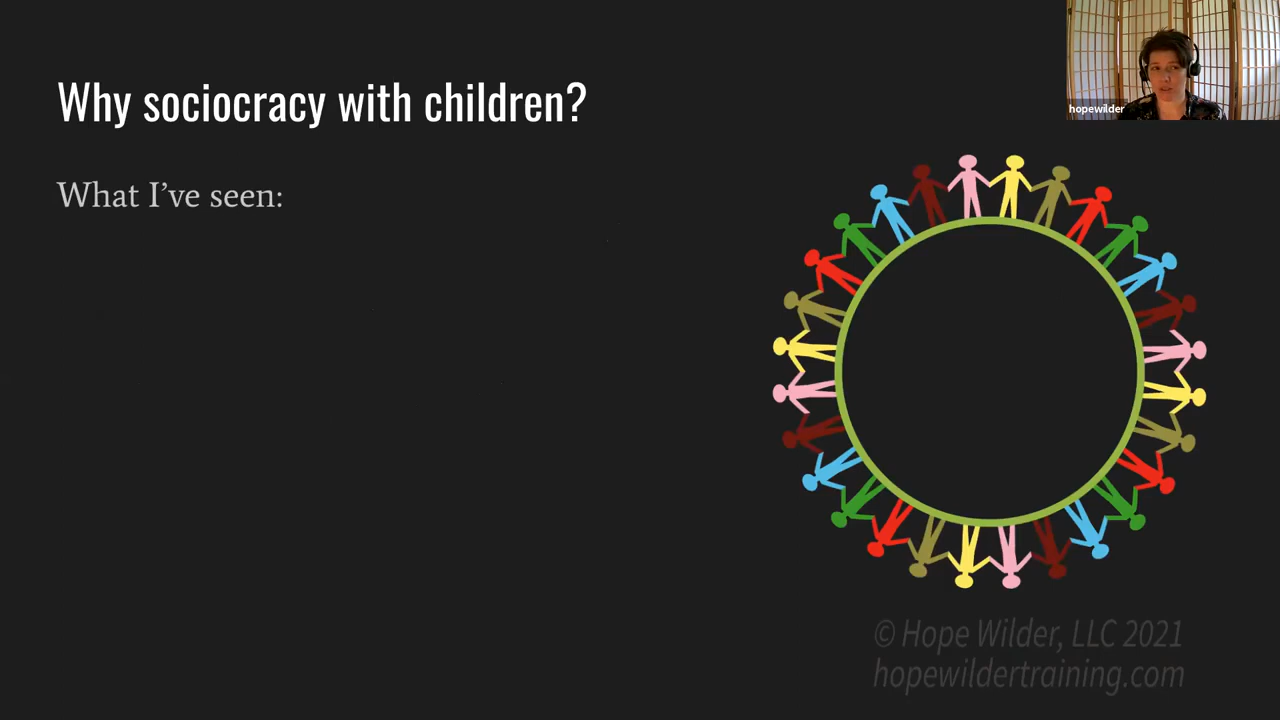 Why sociocracy with children?
hopewilder
What I've seen:
© Hope Wilder, LLC 2021
hopewildertraining.com